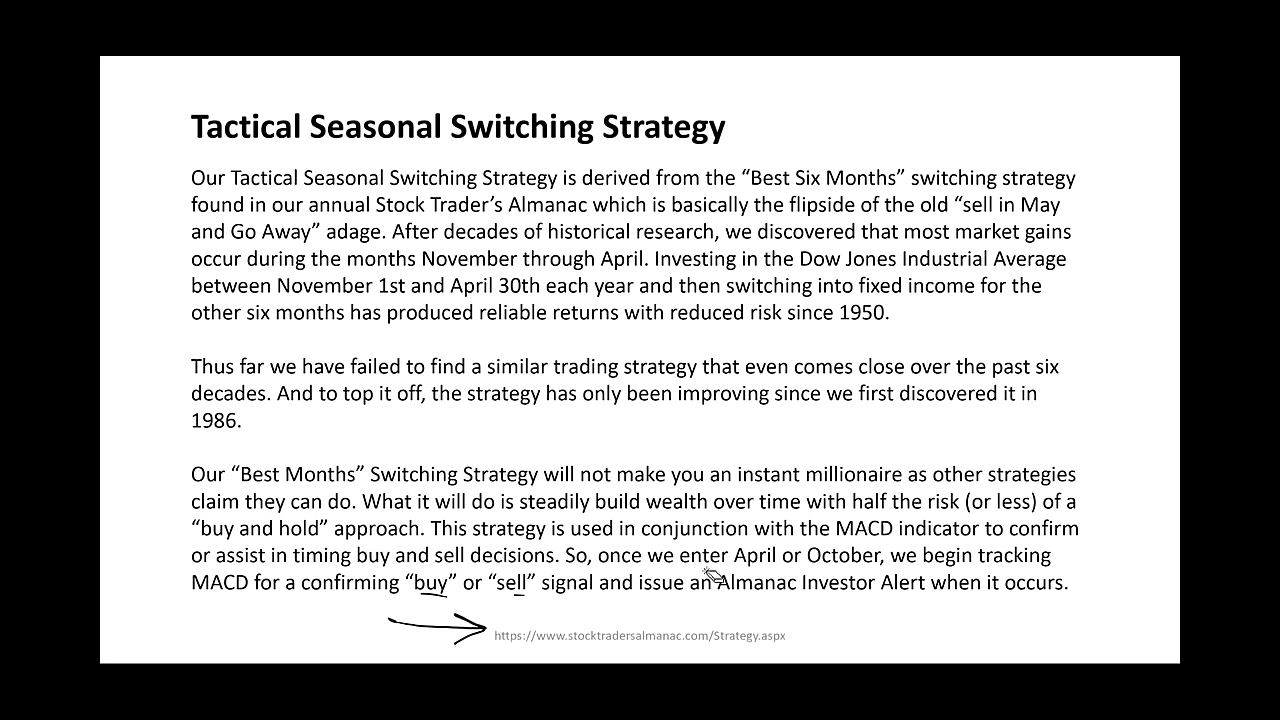 Tactical Seasonal Switching Strategy
Our Tactical Seasonal Switching Strategy is derived from the “Best Six Months” switching strategy
found in our annual Stock Trader’s Almanac which is basically the flipside of the old “sell in May
and Go Away” adage. After decades of historical research, we discovered that most market gains
occur during the months November through April. Investing in the Dow Jones Industrial Average
between November 1st and April 30th each year and then switching into fixed income for the
other six months has produced reliable returns with reduced risk since 1950.
Thus far we have failed to find a similar trading strategy that even comes close over the past six
decades. And to top it off, the strategy has only been improving since we first discovered it in
1986.
Our “Best Months” Switching Strategy will not make you an instant millionaire as other strategies
claim they can do. What it will do is steadily build wealth over time with half the risk (or less) of a
“buy and hold” approach. This strategy is used in conjunction with the MACD indicator to confirm
or assist in timing buy and sell decisions. So, once we enter April or October, we begin tracking
MACD for a confirming “buy” or “sell” signal and issue an Almanac Investor Alert when it occurs.
https://www.stocktradersalmanac.com/Strategy.aspx